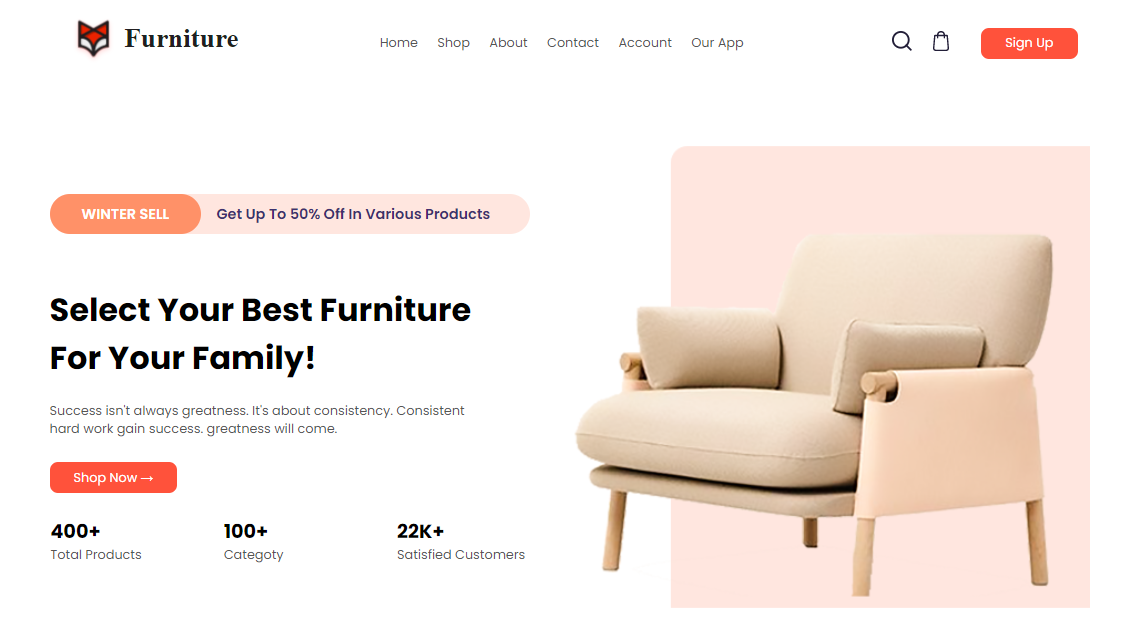 Furniture
Home Shop About Contact Account Our App
Sign Up
WINTER SELL Get Up To 50% Off In Various Products
Select Your Best Furniture
For Your Family!
Success isn't always greatness. It's about consistency. Consistent
hard work gain success. greatness will come.
Shop Now →
400+ 100+ 22K+
Total Products Categoty Satisfied Customers